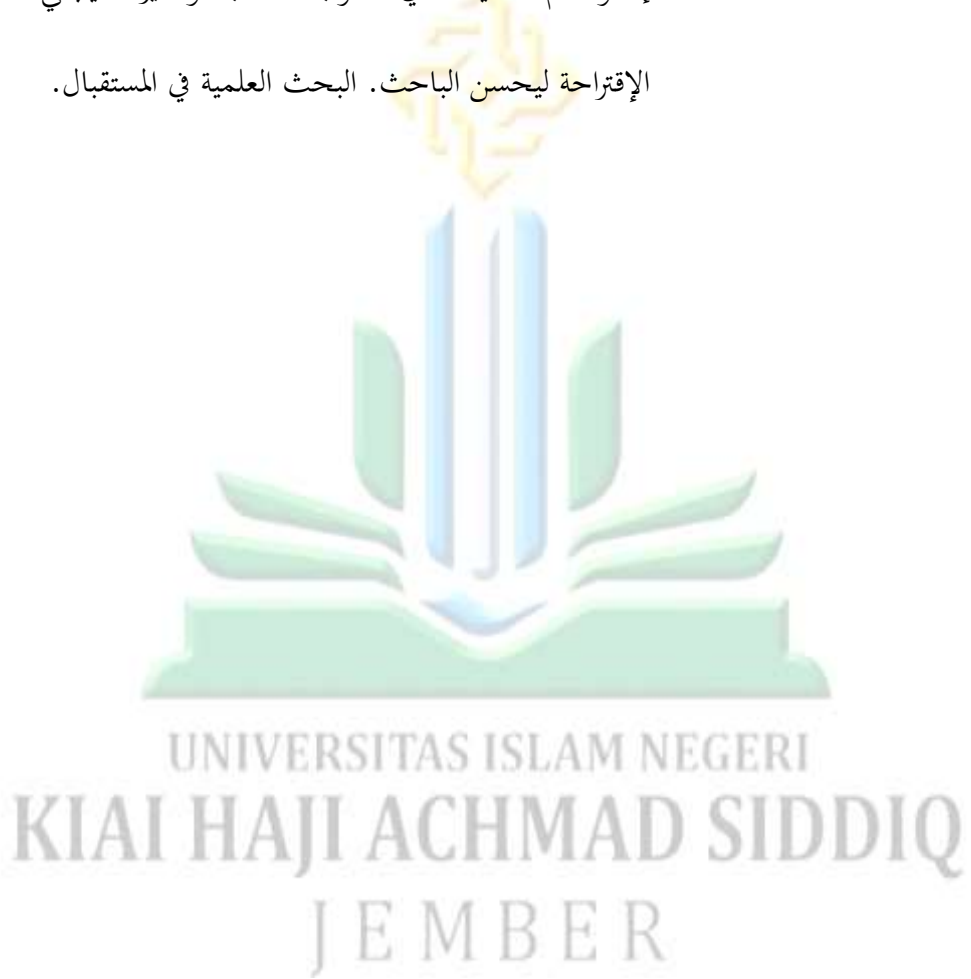 الإقتراحة ليحسن الباحث. البحث العلمية في المستقبال.
UNIVERSITAS ISLAM NEGERI
KIAI HAJI ACHMAD SIDDIQ
JEMBER